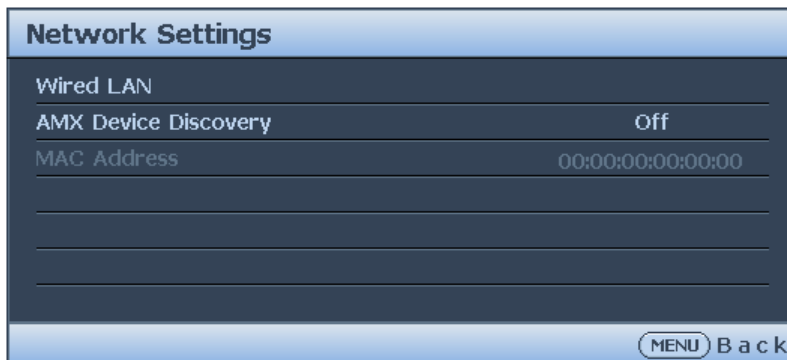 Network Settings
Wired LAN
AMX Device Discovery Off
MAC Address 00:00:00:00:00:00
MENU Back